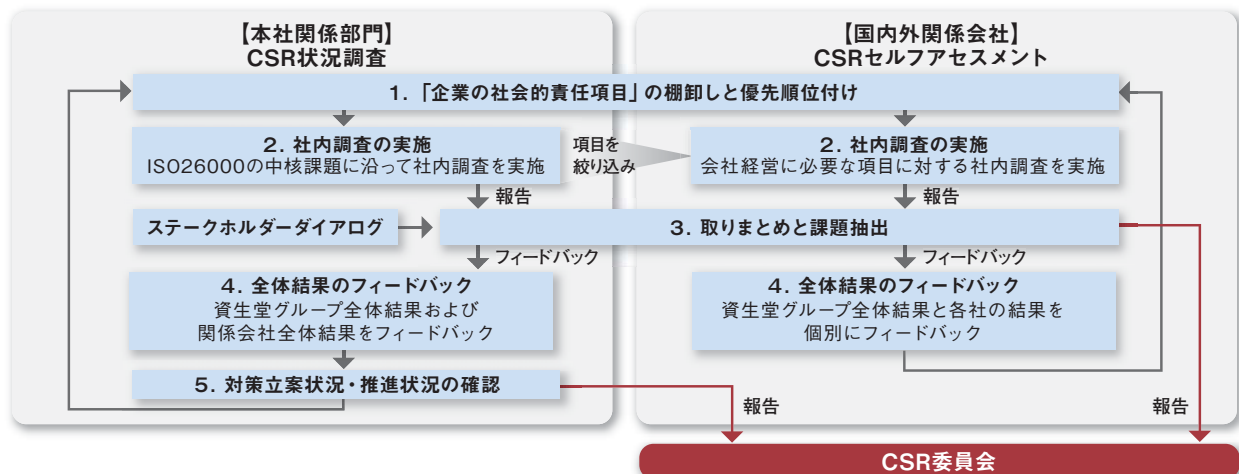 【本社関係部門】
CSR状況調査
【国内外関係会社】
CSRセルフアセスメント
1. 「企業の社会的責任項目」の棚卸しと優先順位付け
2. 社内調査の実施
ISO26000の中核課題に沿って社内調査を実施
項目を
絞り込み
2. 社内調査の実施
会社経営に必要な項目に対する社内調査を実施
報告
報告
ステークホルダーダイアログ
3. 取りまとめと課題抽出
フィードバック
フィードバック
4. 全体結果のフィードバック
資生堂グループ全体結果および
関係会社全体結果をフィードバック
4. 全体結果のフィードバック
資生堂グループ全体結果と各社の結果を
個別にフィードバック
5. 対策立案状況・推進状況の確認
報告
報告
CSR委員会